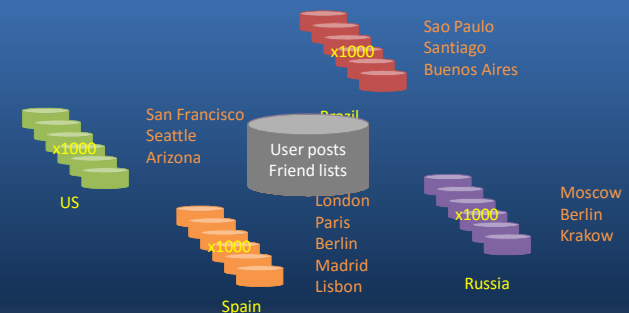 Sao Paulo
Santiago
Buenos Aires
x1000
Brazil
San Francisco
Seattle
Arizona
x1000
US
User posts
Friend lists
London
Paris
Berlin
Madrid
Lisbon
x1000
Spain
Moscow
Berlin
Krakow
x1000
Russia